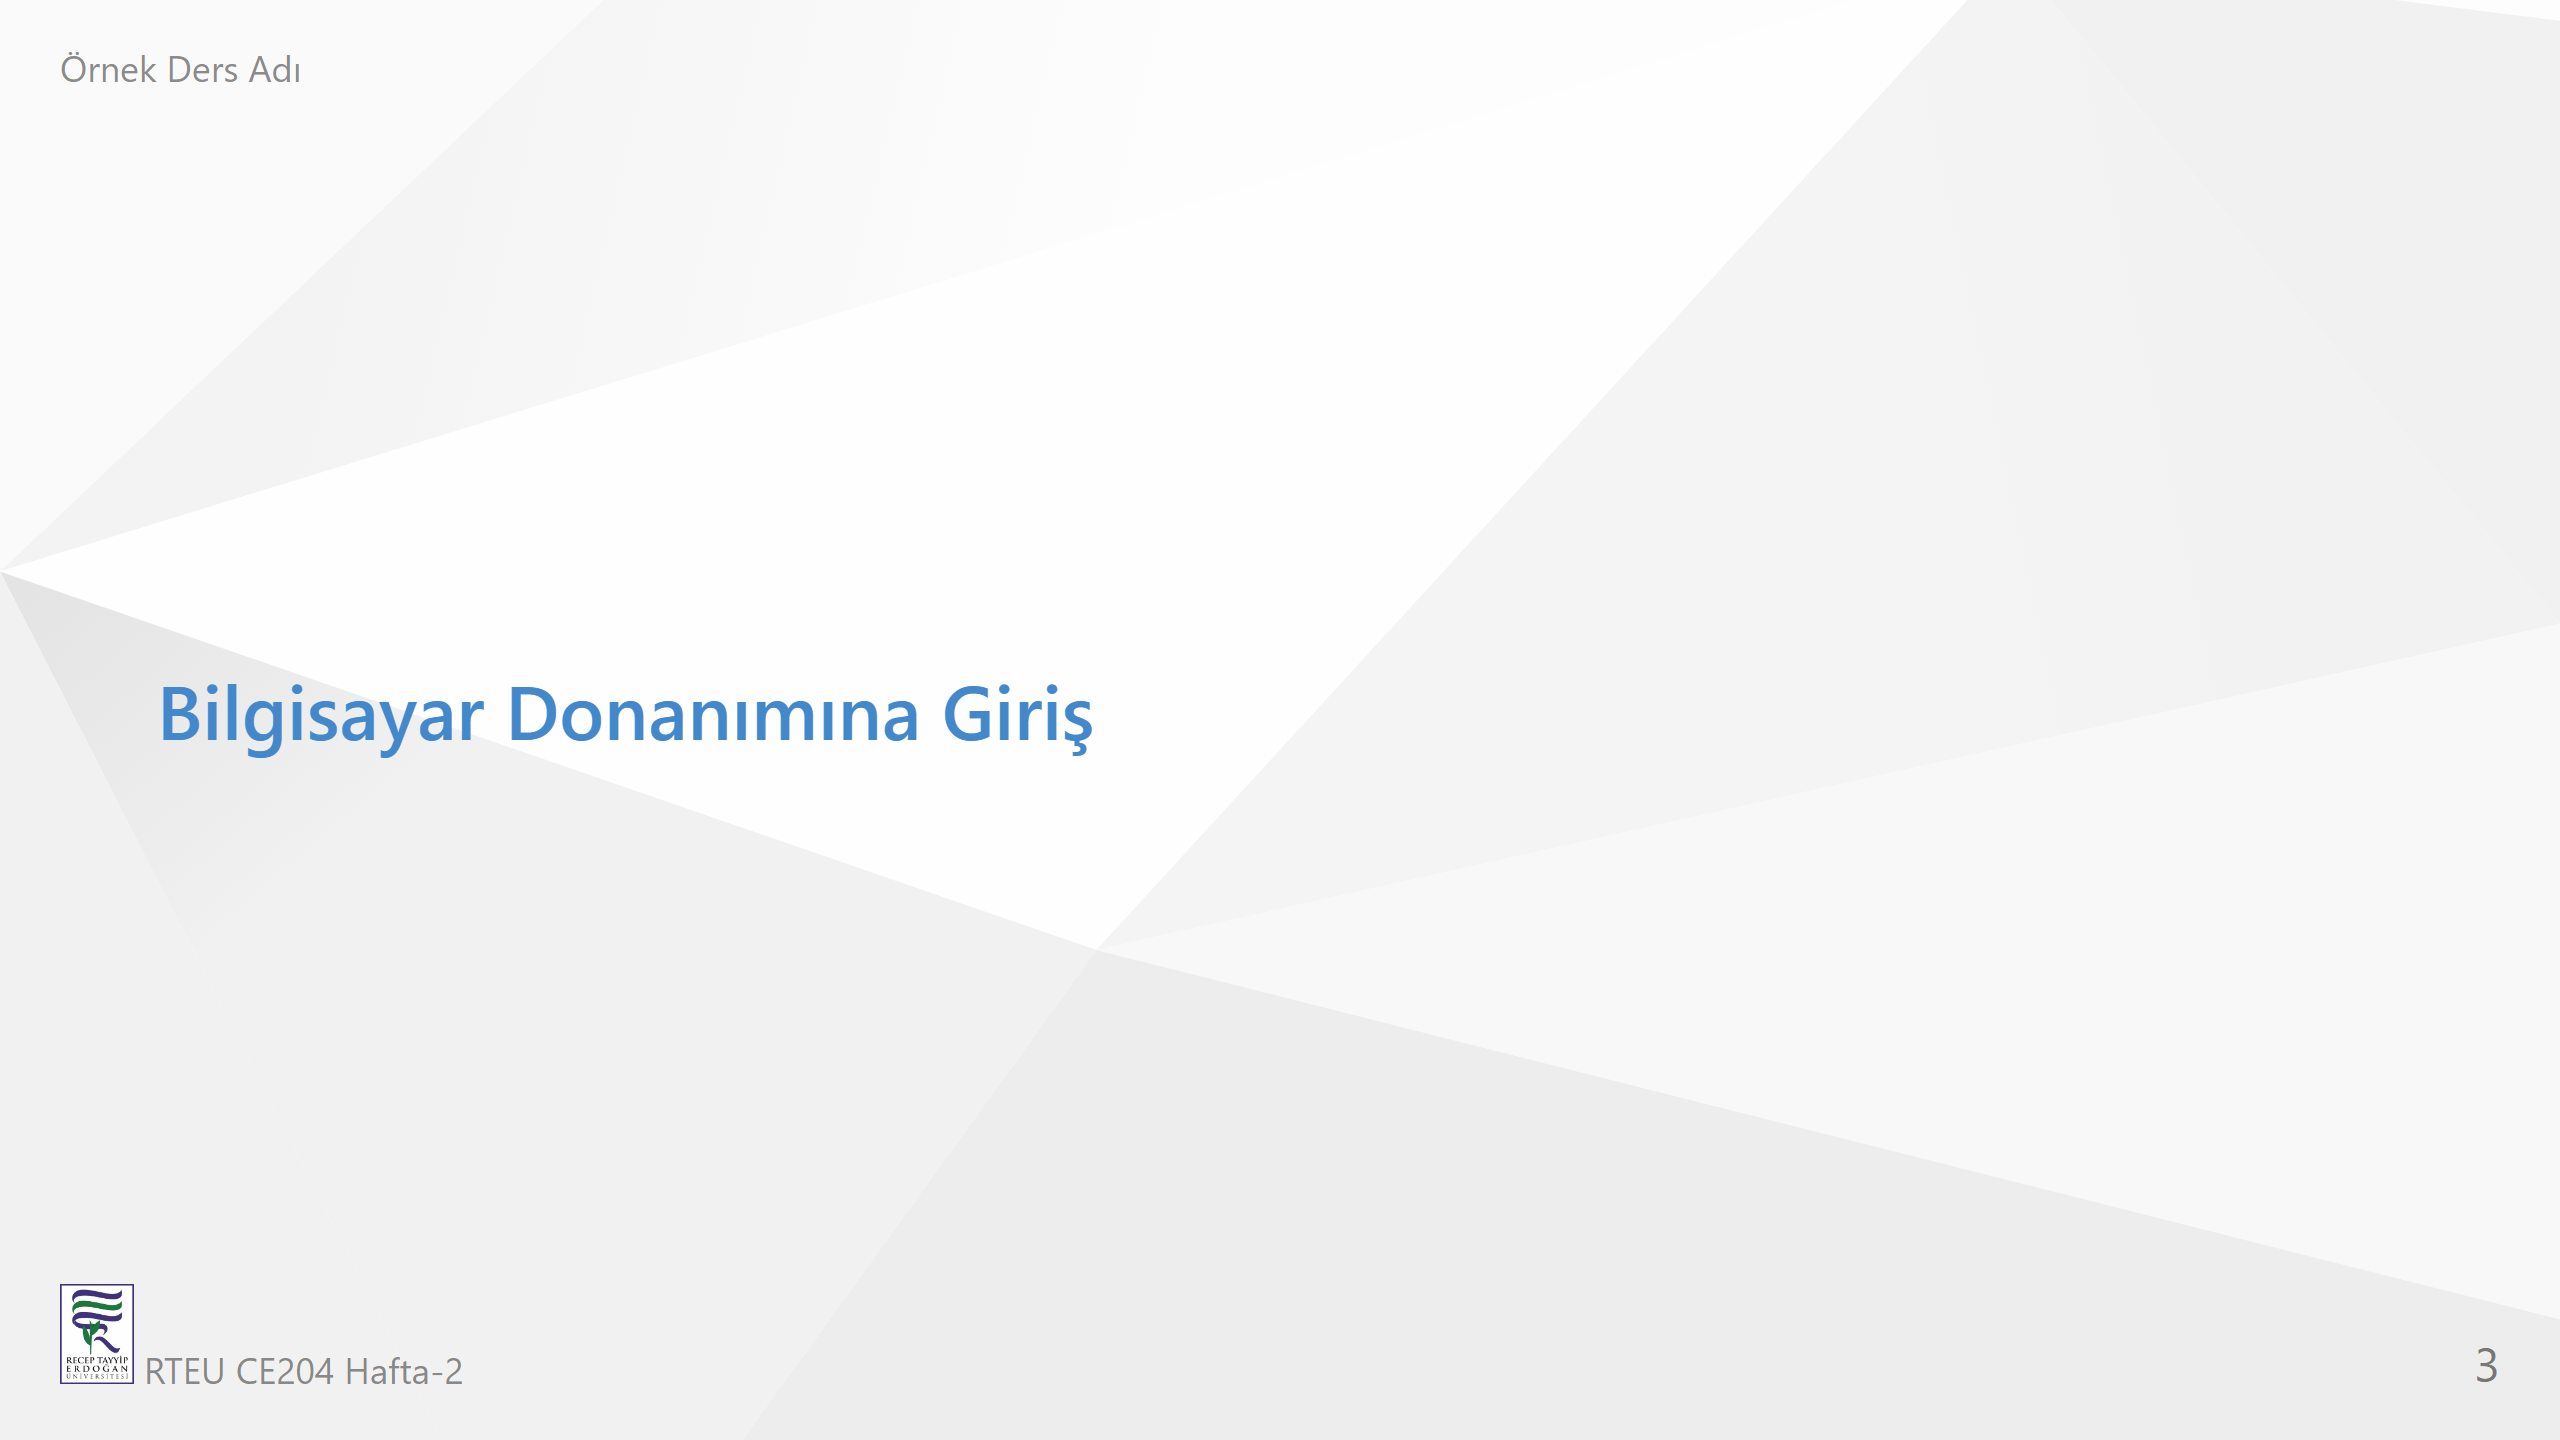 Örnek Ders Adı
Bilgisayar Donanımına Giriş
RECEP TAYYİP
ERDOĞAN
ÜNİVERSİTESİ
RTEU CE204 Hafta-2
3